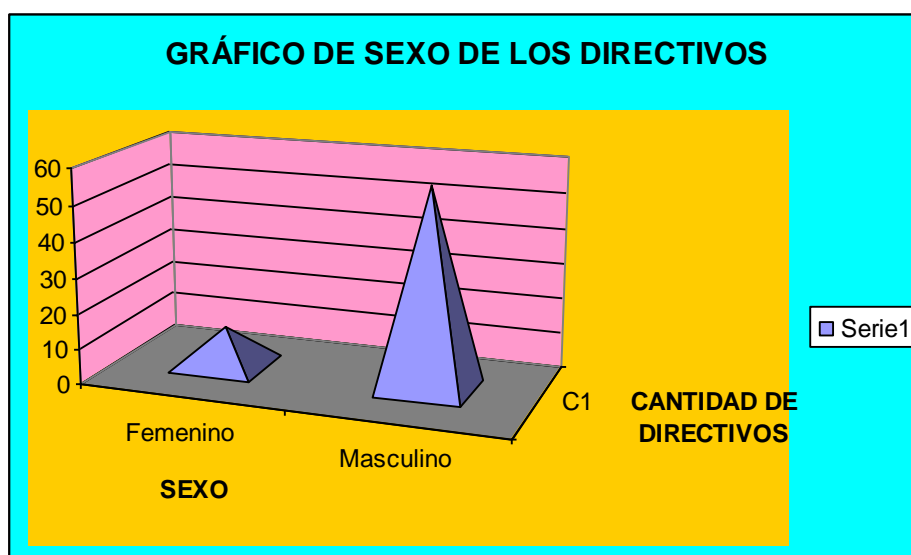 GRÁFICO DE SEXO DE LOS DIRECTIVOS
60
50
40
30
20
10
0
Femenino
Masculino
C1
SEXO
CANTIDAD DE
DIRECTIVOS
Serie1